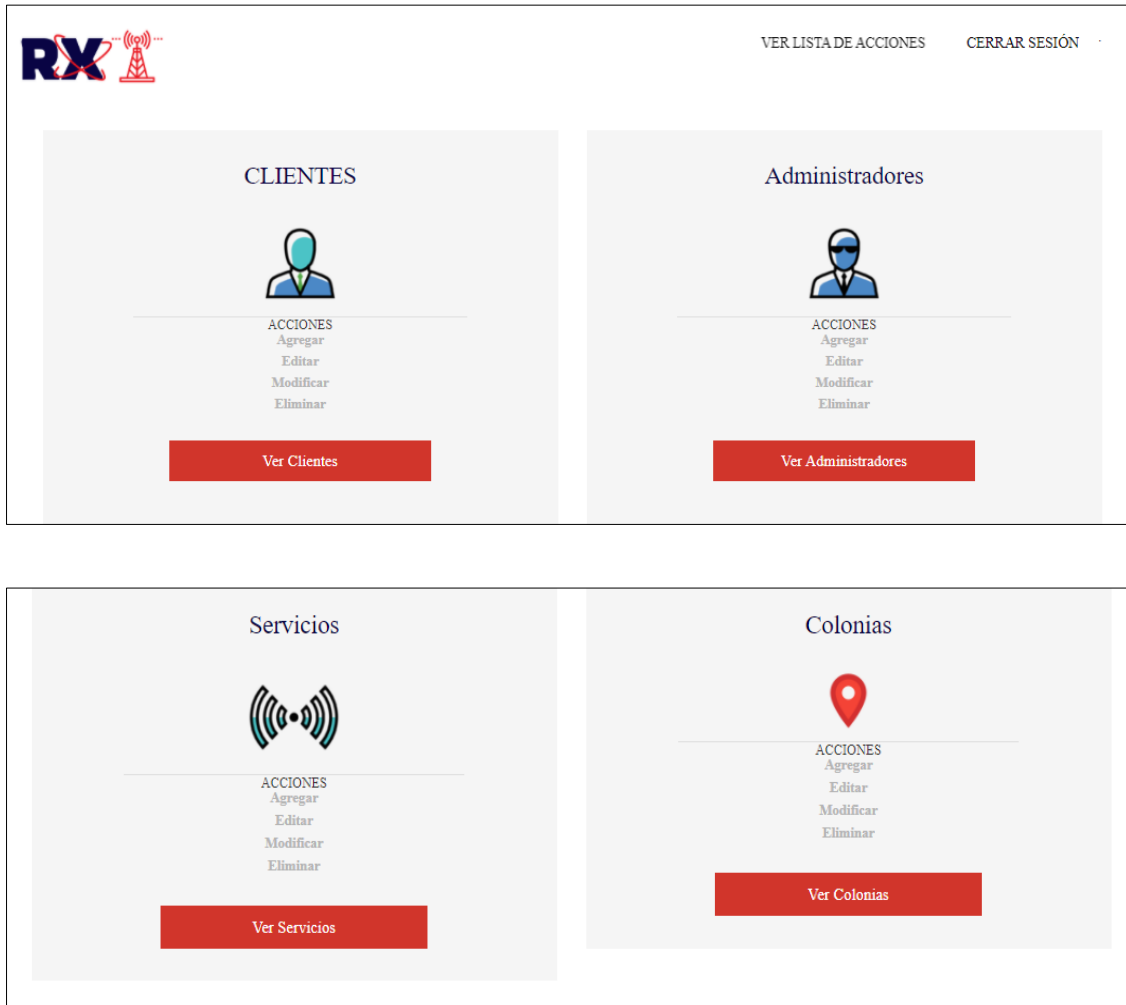 RX
VER LISTA DE ACCIONES
CERRAR SESIÓN
CLIENTES
ACCIONES
Agregar
Editar
Modificar
Eliminar
Ver Clientes
Administradores
ACCIONES
Agregar
Editar
Modificar
Eliminar
Ver Administradores
Servicios
ACCIONES
Agregar
Editar
Modificar
Eliminar
Ver Servicios
Colonias
ACCIONES
Agregar
Editar
Modificar
Eliminar
Ver Colonias